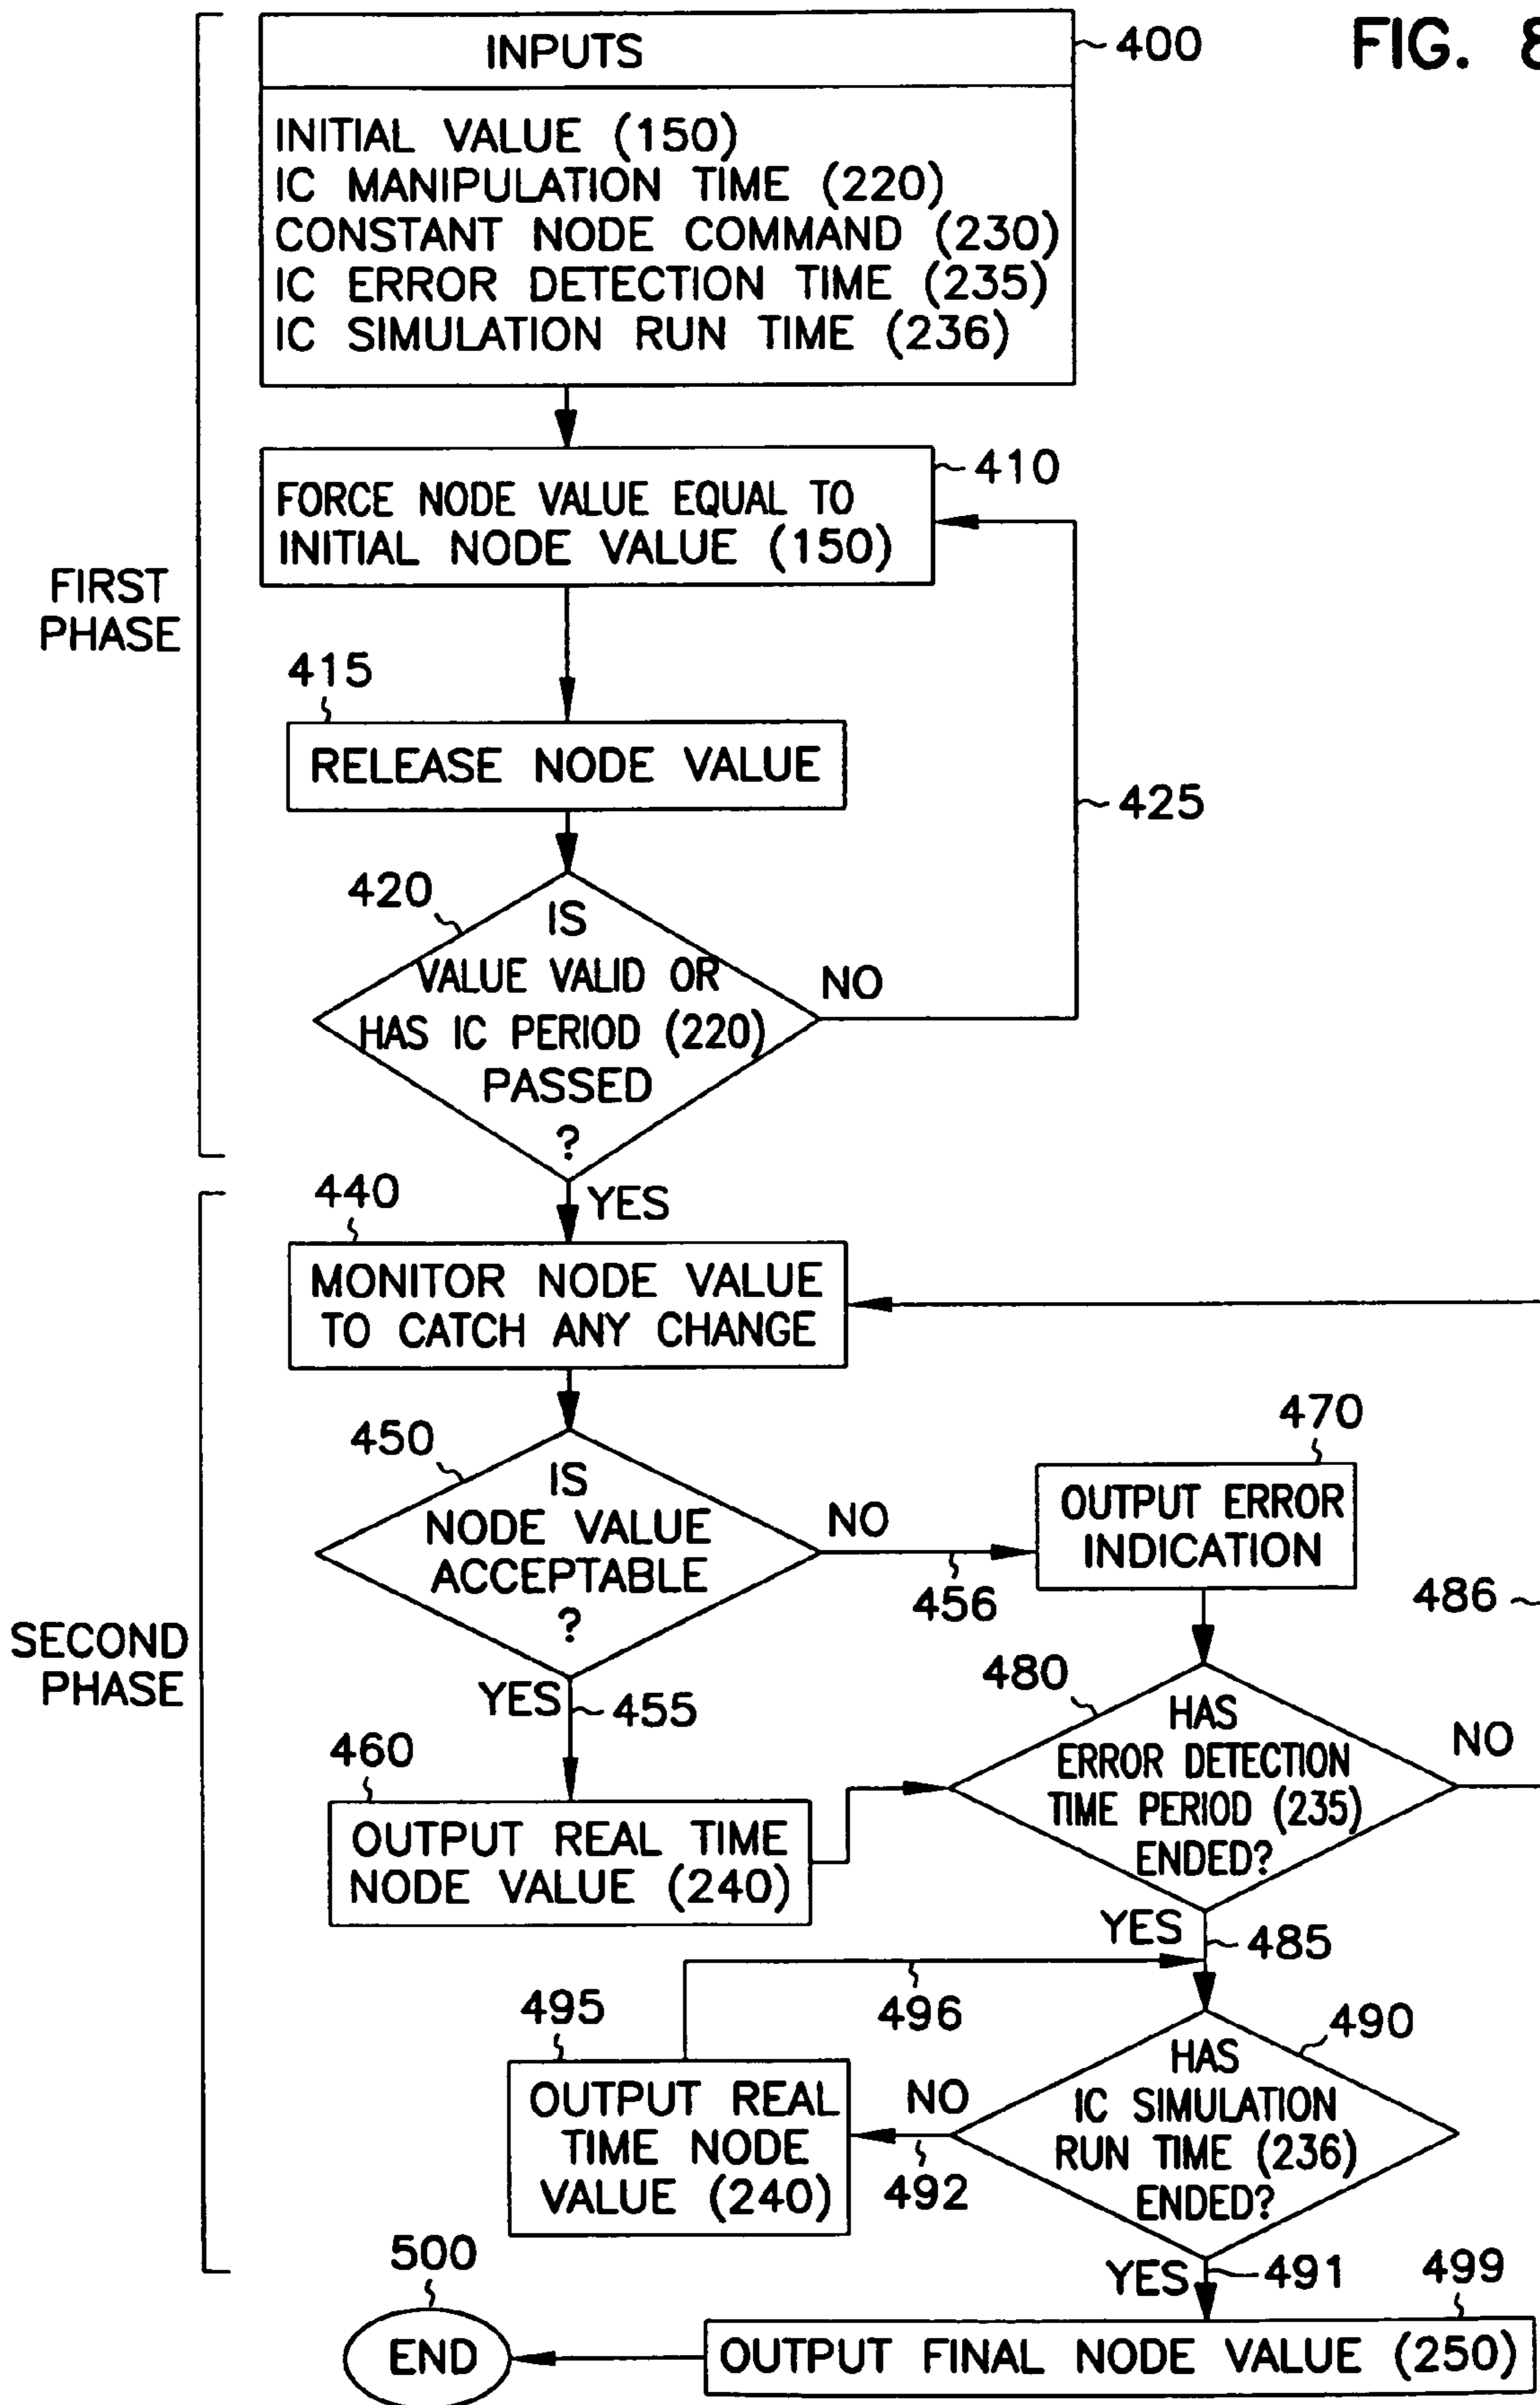 FIG. 8
INPUTS
400
INITIAL VALUE (150)
IC MANIPULATION TIME (220)
CONSTANT NODE COMMAND (230)
IC ERROR DETECTION TIME (235)
IC SIMULATION RUN TIME (236)
410
FORCE NODE VALUE EQUAL TO
INITIAL NODE VALUE (150)
FIRST
PHASE
415
RELEASE NODE VALUE
425
420
IS
VALUE VALID OR
HAS IC PERIOD (220)
PASSED
?
NO
YES
440
MONITOR NODE VALUE
TO CATCH ANY CHANGE
450
IS
NODE VALUE
ACCEPTABLE
?
NO
456
470
OUTPUT ERROR
INDICATION
486
SECOND
PHASE
YES
455
460
OUTPUT REAL TIME
NODE VALUE (240)
480
HAS
ERROR DETECTION
TIME PERIOD (235)
ENDED?
NO
YES
485
496
495
OUTPUT REAL
TIME NODE
VALUE (240)
NO
492
490
HAS
IC SIMULATION
RUN TIME (236)
ENDED?
YES
491
499
OUTPUT FINAL NODE VALUE (250)
500
END